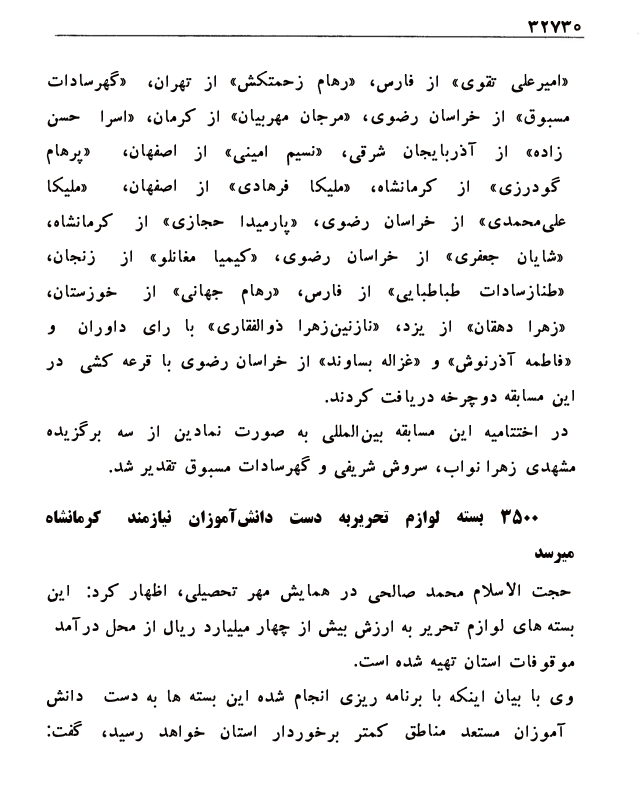 ۳۲۷۳۰
«امیرعلی تقوی» از فارس، «رهام زحمتکش» از تهران، «گهرسادات
مسبوق» از خراسان رضوی، «مرجان مهربیان» از کرمان، «اسرا حسن
زاده» از آذربایجان شرقی، «نسیم امینی» از اصفهان، «پرهام
گودرزی» از کرمانشاه، «ملیکا فرهادی» از اصفهان، «ملیکا
علی‌محمدی» از خراسان رضوی، «پارمیدا حجازی» از کرمانشاه،
«شایان جعفری» از خراسان رضوی، «کیمیا مغانلو» از زنجان،
«طنازسادات طباطبایی» از فارس، «رهام جهانی» از خوزستان،
«زهرا دهقان» از یزد، «نازنین‌زهرا ذوالفقاری» با رای داوران و
«فاطمه آذرنوش» و «غزاله بساوند» از خراسان رضوی با قرعه کشی در
این مسابقه دوچرخه دریافت کردند.
در اختتامیه این مسابقه بین‌المللی به صورت نمادین از سه برگزیده
مشهدی زهرا نواب، سروش شریفی و گهرسادات مسبوق تقدیر شد.
۳۵۰۰ بسته لوازم تحریربه دست دانش‌آموزان نیازمند کرمانشاه
میرسد
حجت الاسلام محمد صالحی در همایش مهر تحصیلی، اظهار کرد: این
بسته های لوازم تحریر به ارزش بیش از چهار میلیارد ریال از محل درآمد
موقوفات استان تهیه شده است.
وی با بیان اینکه با برنامه ریزی انجام شده این بسته ها به دست دانش
آموزان مستعد مناطق کمتر برخوردار استان خواهد رسید، گفت: